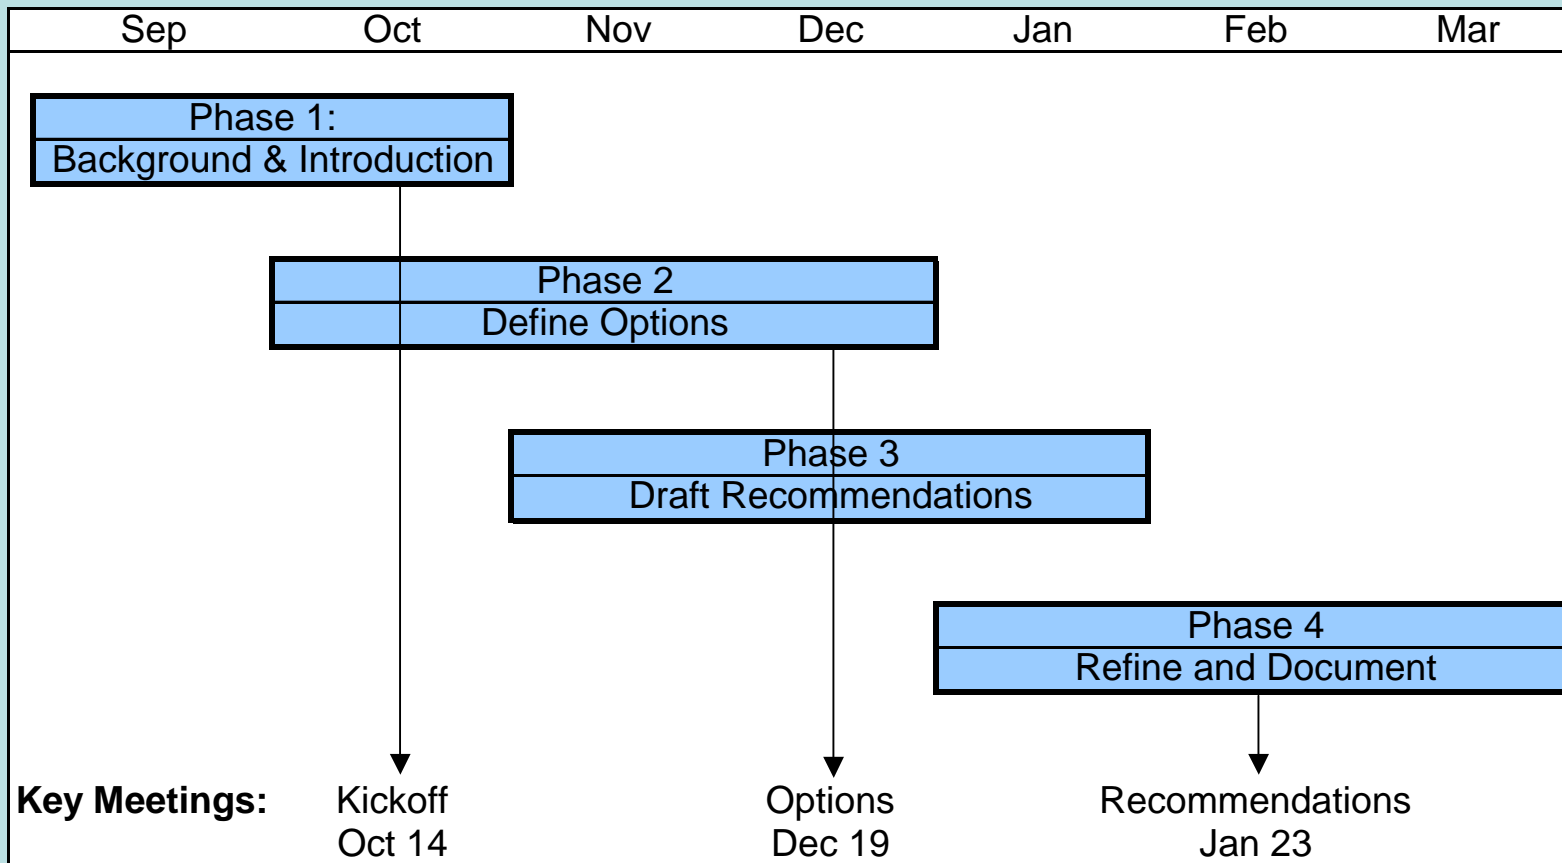 Sep Oct Nov Dec Jan Feb Mar
Phase 1:
Background & Introduction
Phase 2
Define Options
Phase 3
Draft Recommendations
Phase 4
Refine and Document
Key Meetings: Kickoff Options Recommendations
Oct 14 Dec 19 Jan 23